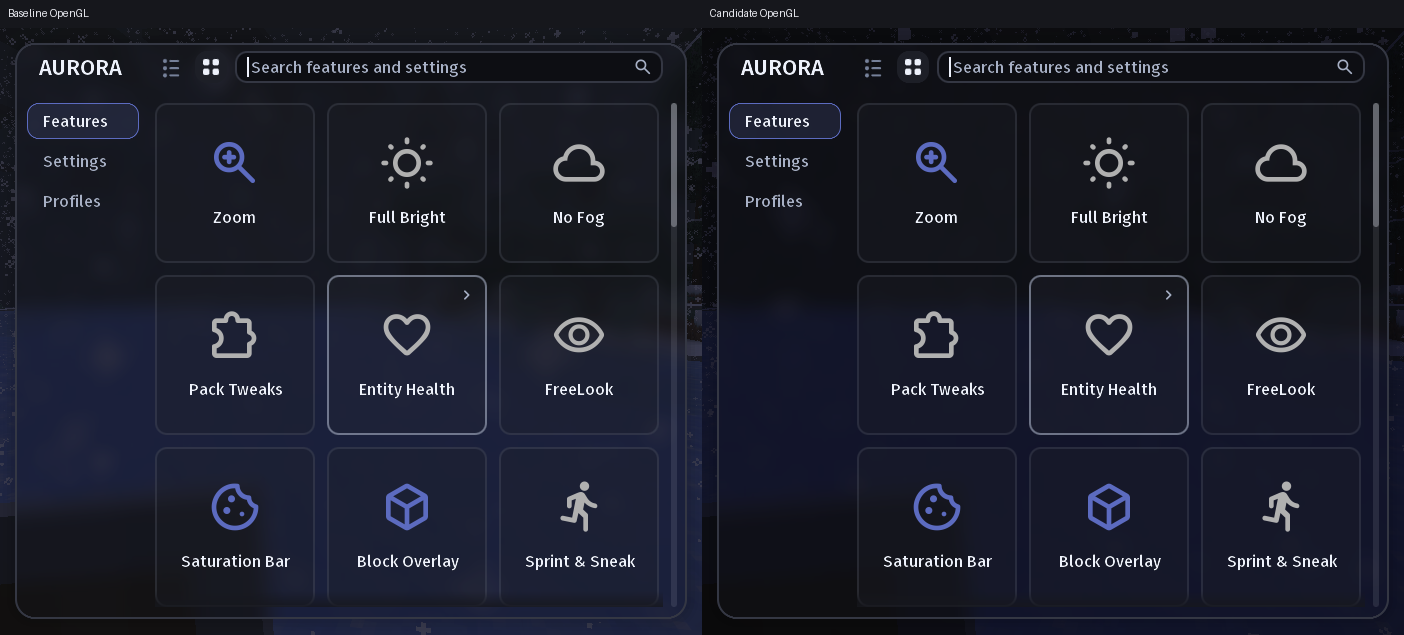 Baseline OpenGL
AURORA
Search features and settings
Features
Settings
Profiles
Zoom
Full Bright
No Fog
Pack Tweaks
Entity Health
FreeLook
Saturation Bar
Block Overlay
Sprint & Sneak
Candidate OpenGL
AURORA
Search features and settings
Features
Settings
Profiles
Zoom
Full Bright
No Fog
Pack Tweaks
Entity Health
FreeLook
Saturation Bar
Block Overlay
Sprint & Sneak